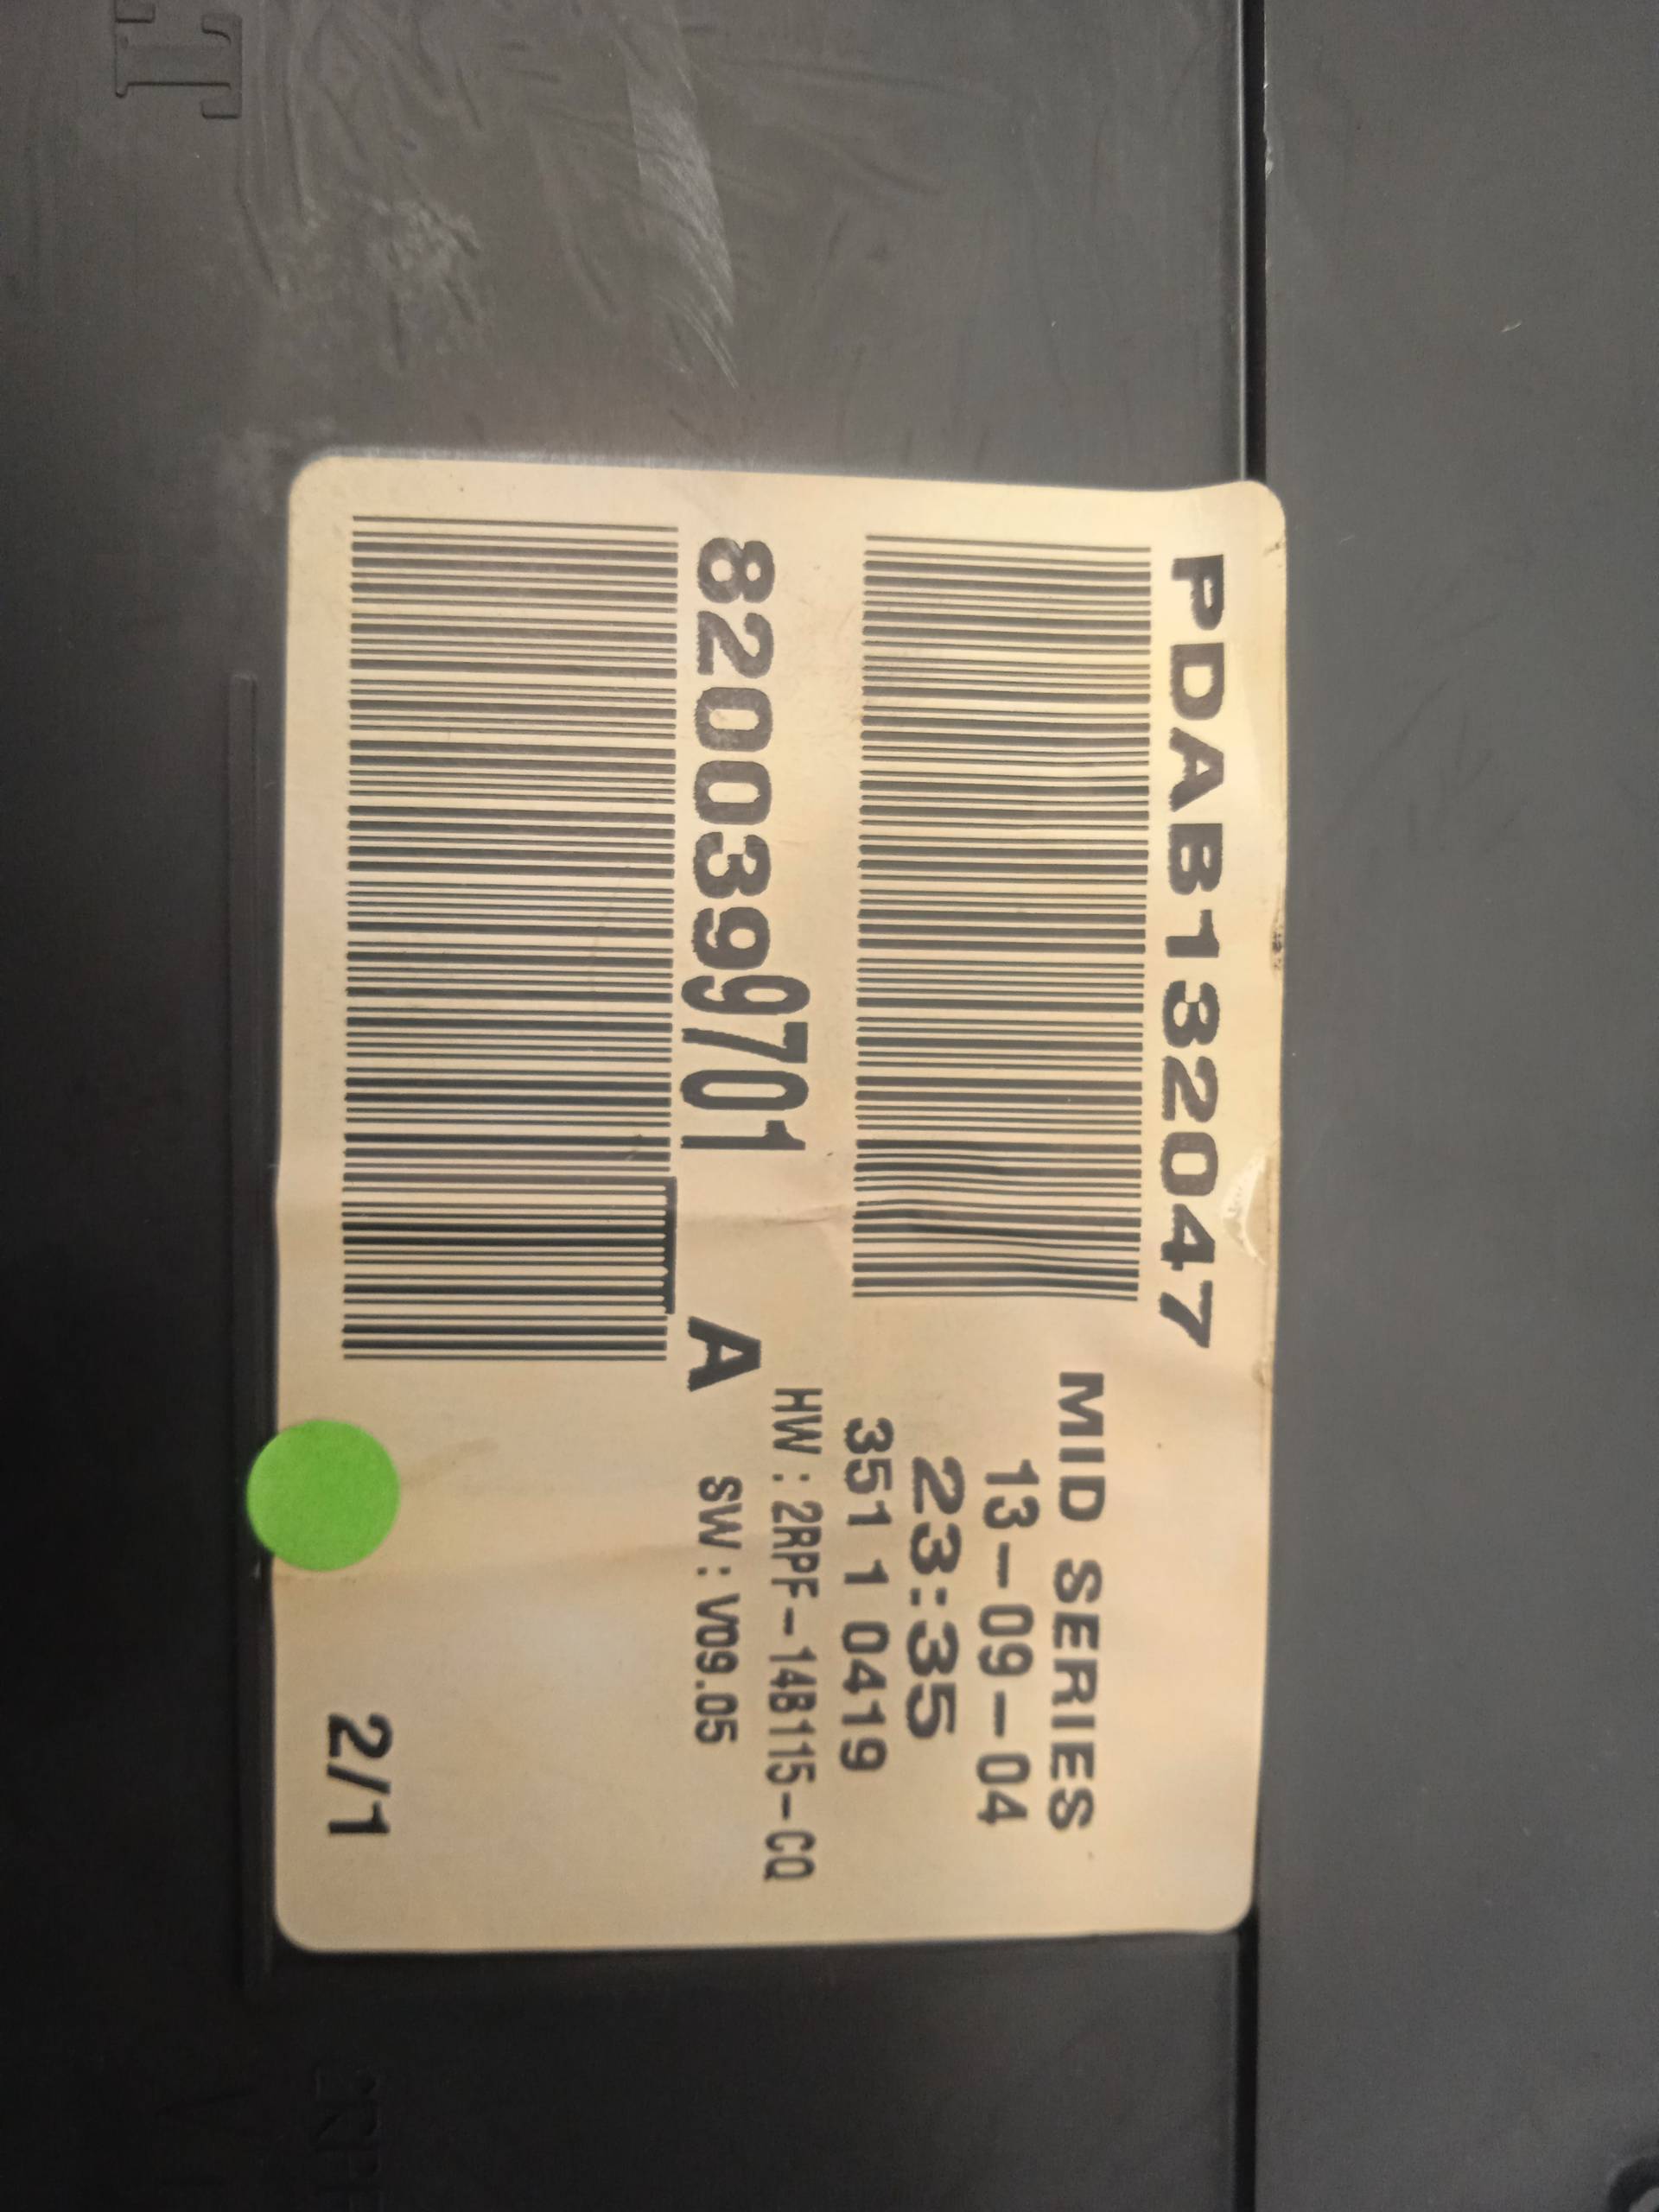 PDAB132047
MID SERIES
13-09-04
23:35
351 1 0419
HW:2RPF-14B115-CQ
8200399701 A
SW:V09.05
2/1